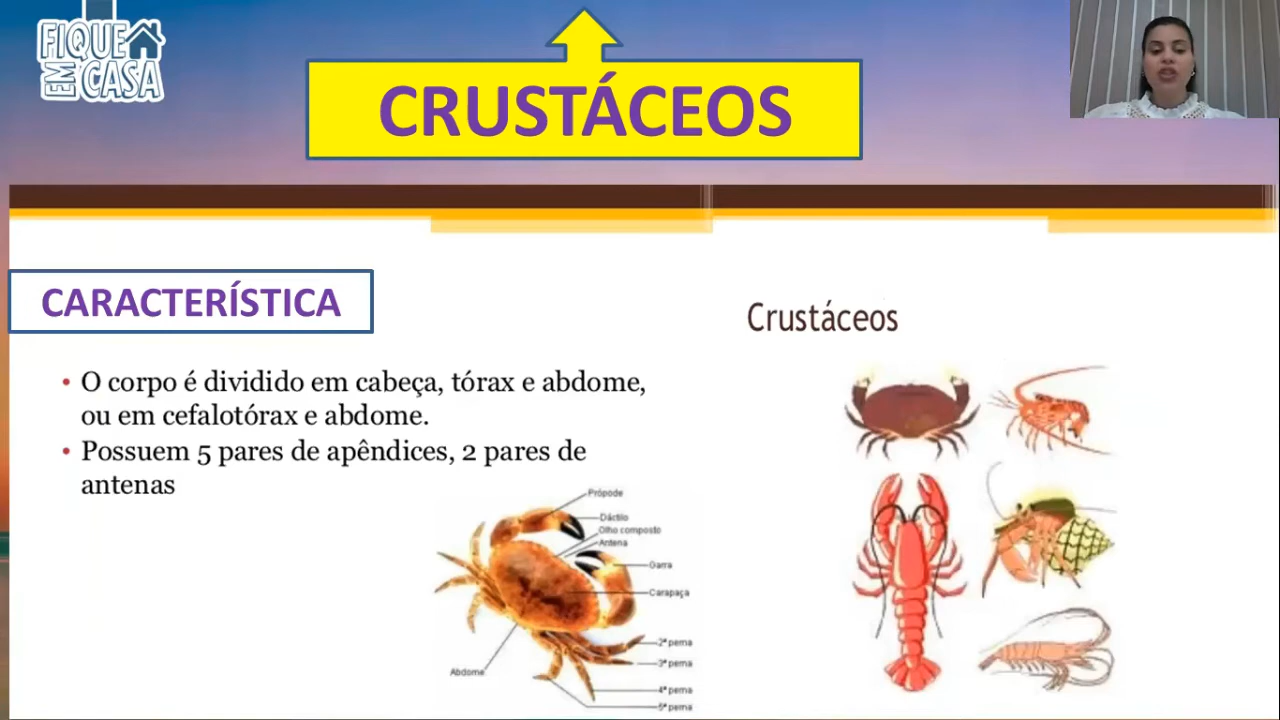 FIQUE
EM CASA
CRUSTÁCEOS
CARACTERÍSTICA
Crustáceos
• O corpo é dividido em cabeça, tórax e abdome,
ou em cefalotórax e abdome.
• Possuem 5 pares de apêndices, 2 pares de
antenas
Própode
Dáctilo
Olho composto
Antena
Garra
Carapaça
2ª perna
3ª perna
4ª perna
5ª perna
Abdome